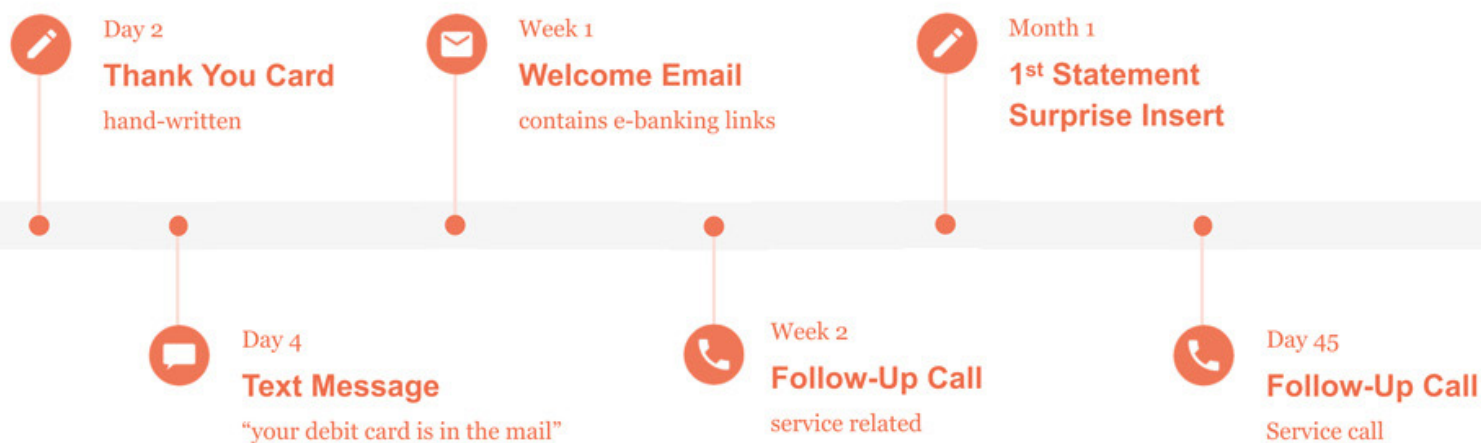 Day 2
Thank You Card
hand-written
Week 1
Welcome Email
contains e-banking links
Month 1
1st Statement
Surprise Insert
Day 4
Text Message
“your debit card is in the mail”
Week 2
Follow-Up Call
service related
Day 45
Follow-Up Call
Service call